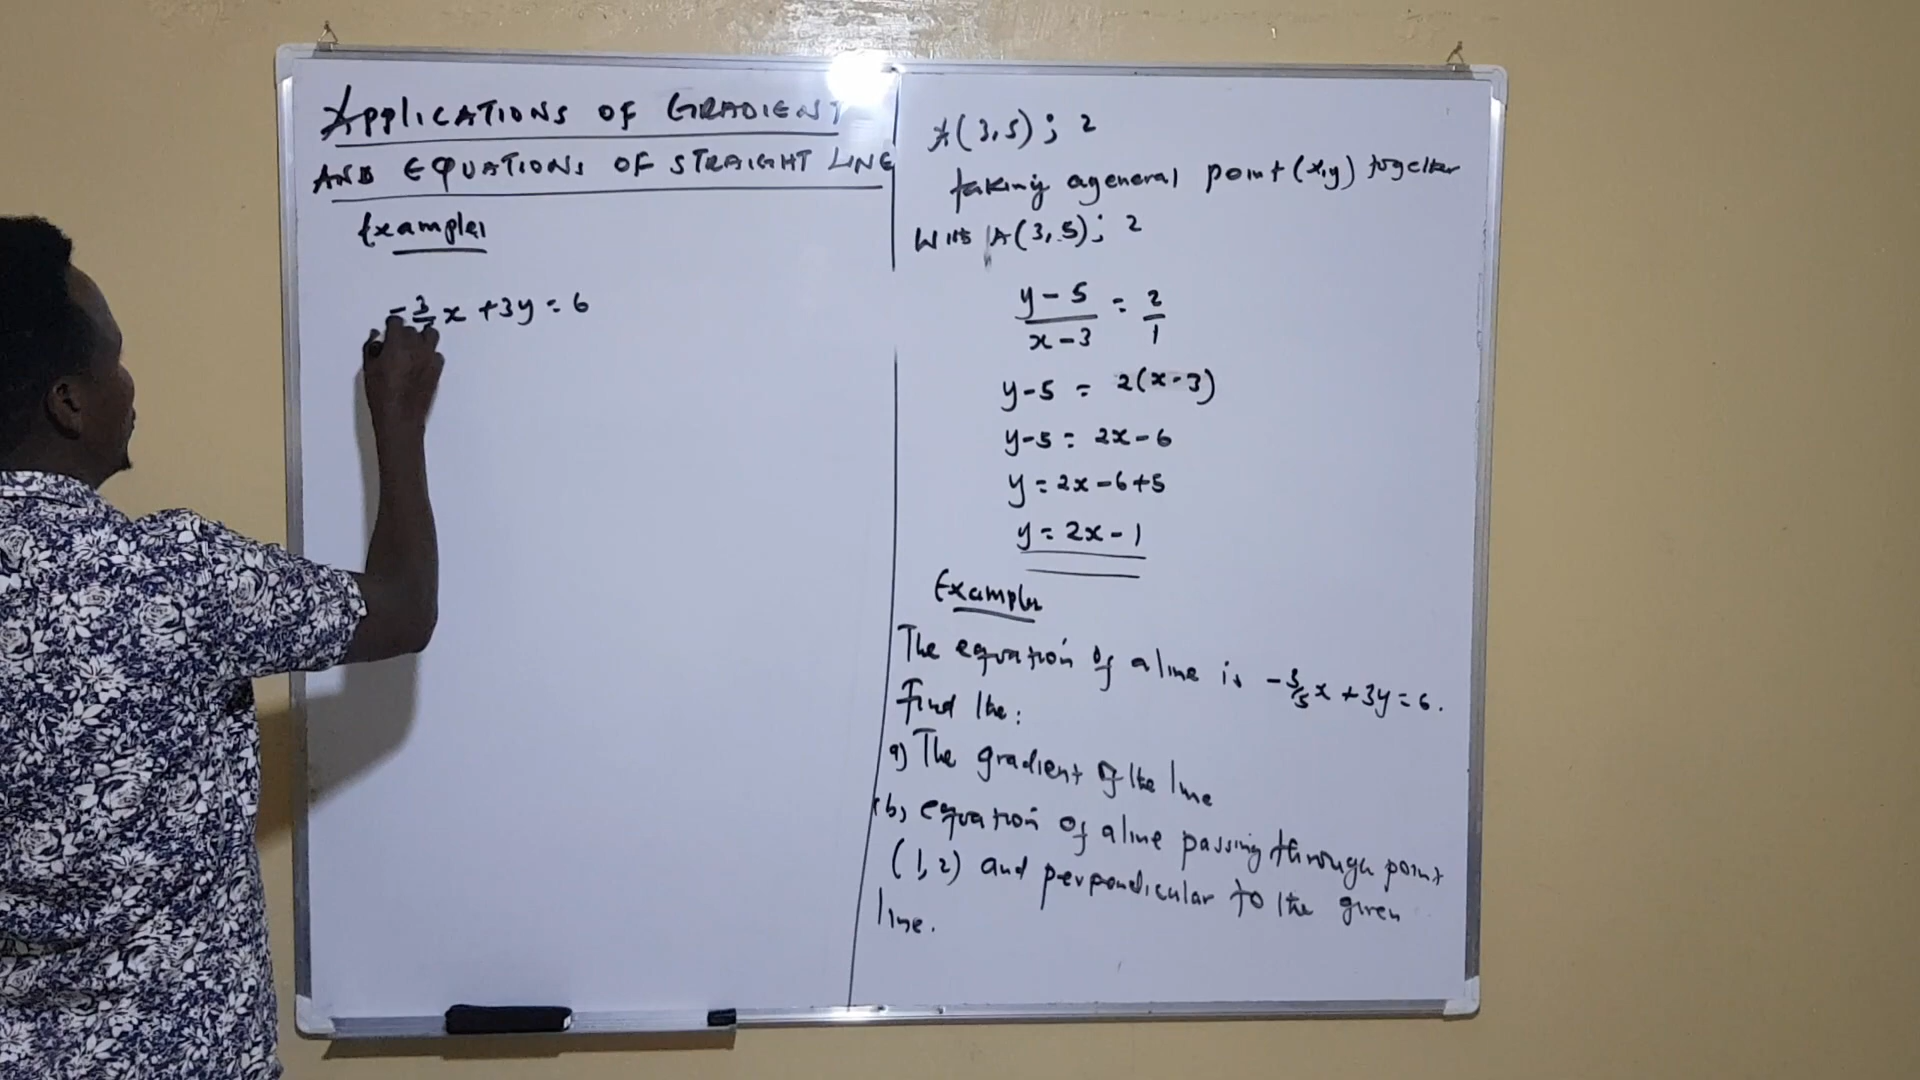 APPLICATIONS OF GRADIENT
AND EQUATIONS OF STRAIGHT LINE
Examples
-3/ x + 3y = 6
A(3,5); 2
taking a general point (x,y) together
With A(3,5); 2
y - 5 / x - 3 = 2 / 1
y - 5 = 2(x - 3)
y - 5 = 2x - 6
y = 2x - 6 + 5
y = 2x - 1
Examples
The equation of a line is -3/5 x + 3y = 6.
Find the:
a) The gradient of the line
(b) equation of a line passing through point
(1, 2) and perpendicular to the given
line.